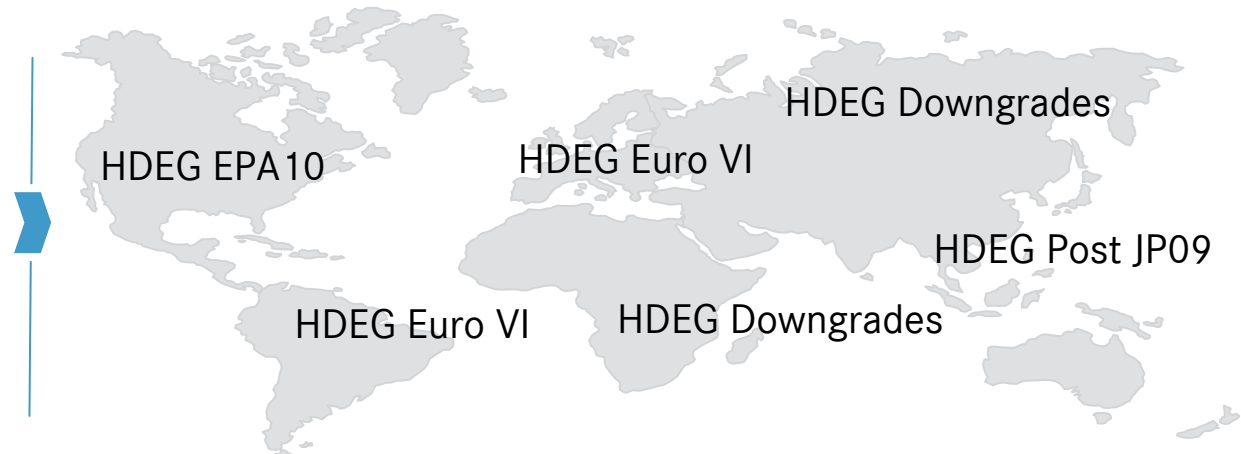 HDEG Downgrades
HDEG EPA10
HDEG Euro VI
HDEG Post JP09
HDEG Euro VI
HDEG Downgrades